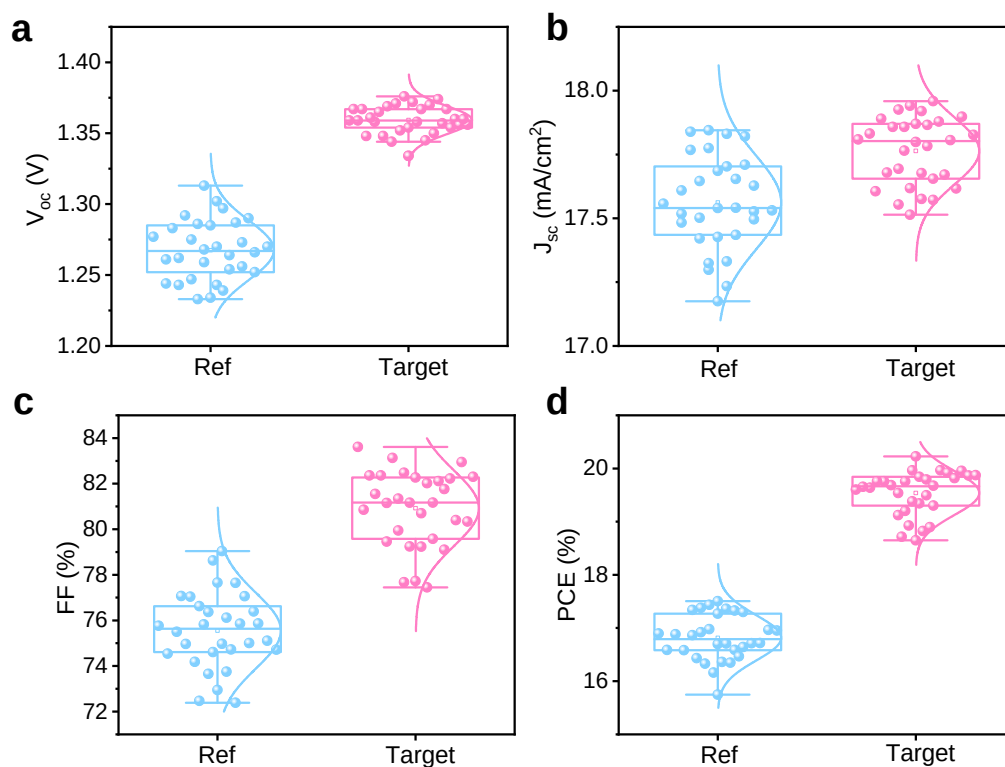 a
V_oc (V)
1.40
1.35
1.30
1.25
1.20
Ref
Target
b
J_sc (mA/cm²)
18.0
17.5
17.0
Ref
Target
c
FF (%)
84
82
80
78
76
74
72
Ref
Target
d
PCE (%)
20
18
16
Ref
Target